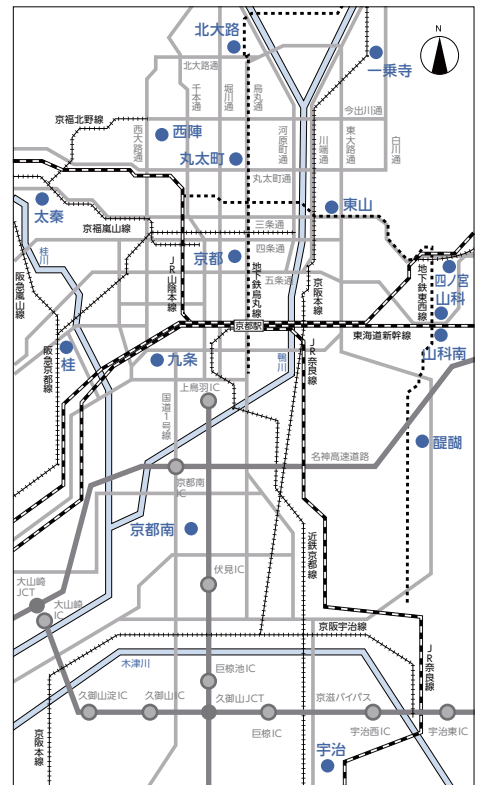 北大路
N
一乗寺
北大路通
千本通
堀川通
烏丸通
今出川通
京福北野線
西大路通
西陣
河原町通
川端通
東大路通
白川通
丸太町
丸太町通
太秦
東山
三条通
京福嵐山線
四条通
桂川
京都
五条通
阪急嵐山線
JR山陰本線
地下鉄烏丸線
京阪本線
地下鉄東西線
四ノ宮
山科
京都駅
東海道新幹線
山科南
桂
阪急京都線
九条
鴨川
JR奈良線
上鳥羽IC
国道1号線
名神高速道路
醍醐
京都南IC
京都南
近鉄京都線
伏見IC
大山崎JCT
大山崎IC
京阪宇治線
木津川
巨椋池IC
JR奈良線
久御山淀IC
久御山IC
久御山JCT
京滋バイパス
京阪本線
巨椋IC
宇治西IC
宇治東IC
宇治